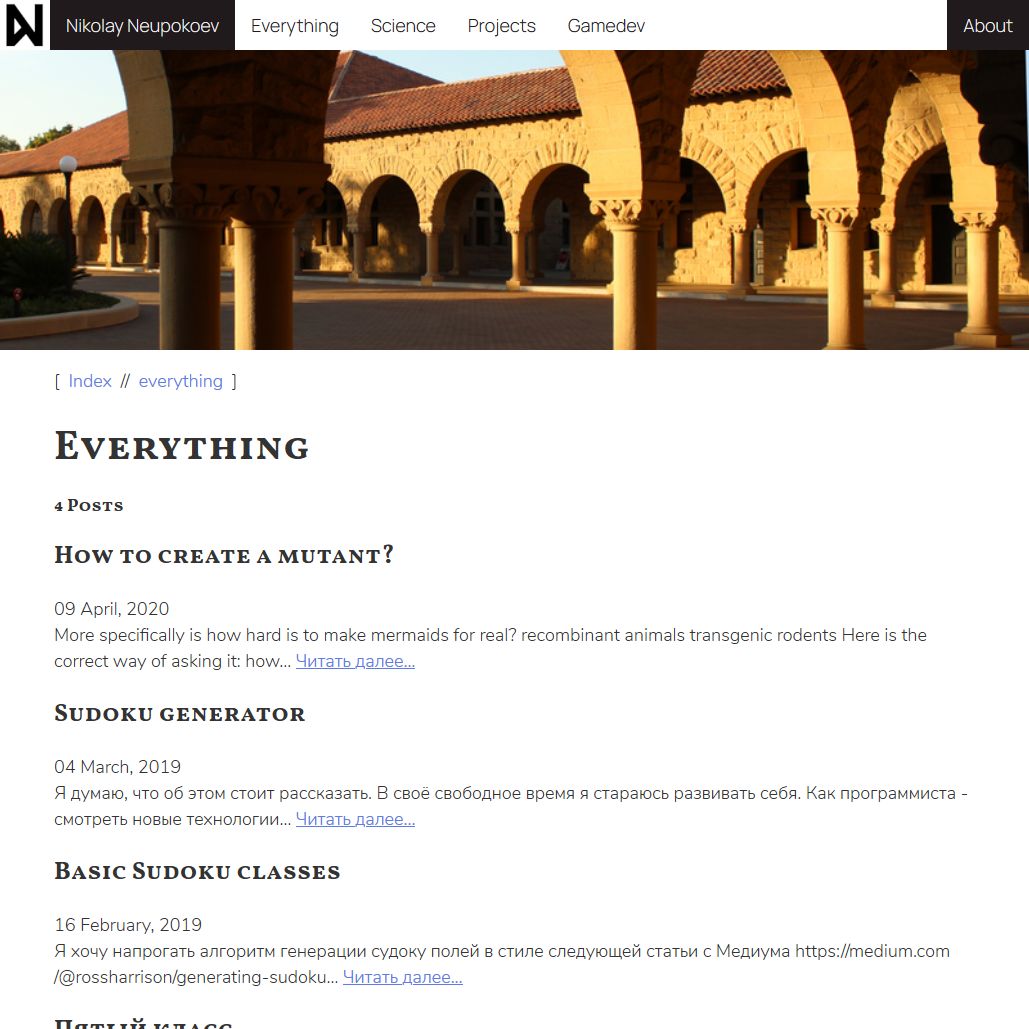 Nikolay Neupokoev Everything Science Projects Gamedev About
[ Index // everything ]
Everything
4 Posts
How to create a mutant?
09 April, 2020
More specifically is how hard is to make mermaids for real? recombinant animals transgenic rodents Here is the
correct way of asking it: how... Читать далее...
Sudoku generator
04 March, 2019
Я думаю, что об этом стоит рассказать. В своё свободное время я стараюсь развивать себя. Как программиста -
смотреть новые технологии... Читать далее...
Basic Sudoku classes
16 February, 2019
Я хочу напрогать алгоритм генерации судоку полей в стиле следующей статьи с Медиума https://medium.com
/@rossharrison/generating-sudoku... Читать далее...
Пятый класс